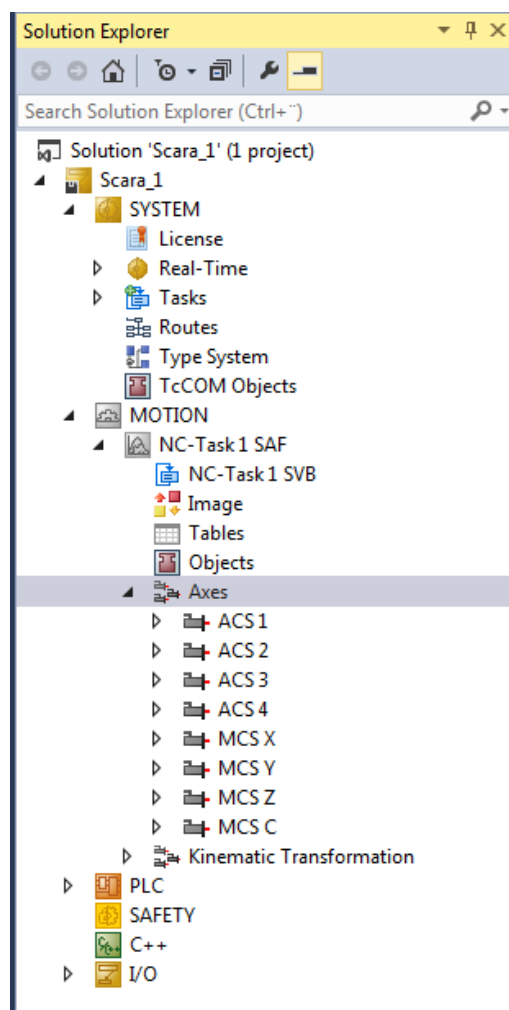 Solution Explorer
Search Solution Explorer (Ctrl+¨)
Solution 'Scara_1' (1 project)
Scara_1
SYSTEM
License
Real-Time
Tasks
Routes
Type System
TcCOM Objects
MOTION
NC-Task 1 SAF
NC-Task 1 SVB
Image
Tables
Objects
Axes
ACS 1
ACS 2
ACS 3
ACS 4
MCS X
MCS Y
MCS Z
MCS C
Kinematic Transformation
PLC
SAFETY
C++
I/O